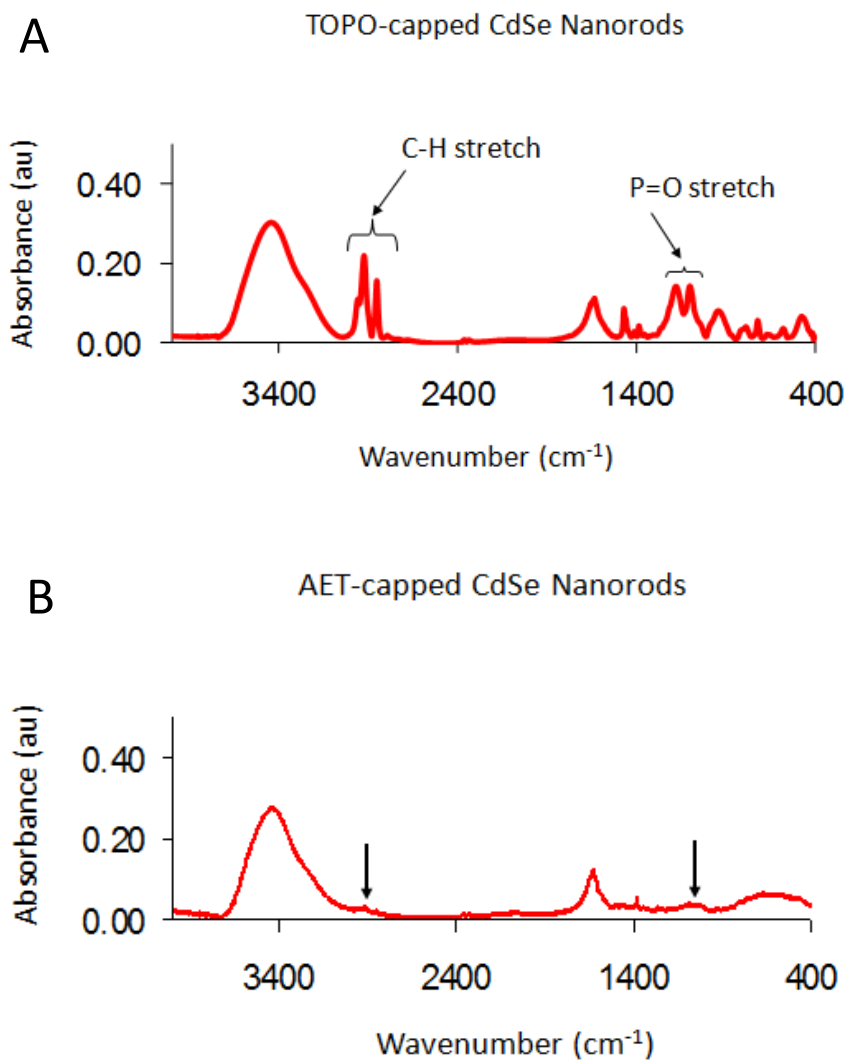 A
TOPO-capped CdSe Nanorods
C-H stretch
P=O stretch
Absorbance (au)
0.40
0.20
0.00
3400 2400 1400 400
Wavenumber (cm⁻¹)
B
AET-capped CdSe Nanorods
Absorbance (au)
0.40
0.20
0.00
3400 2400 1400 400
Wavenumber (cm⁻¹)